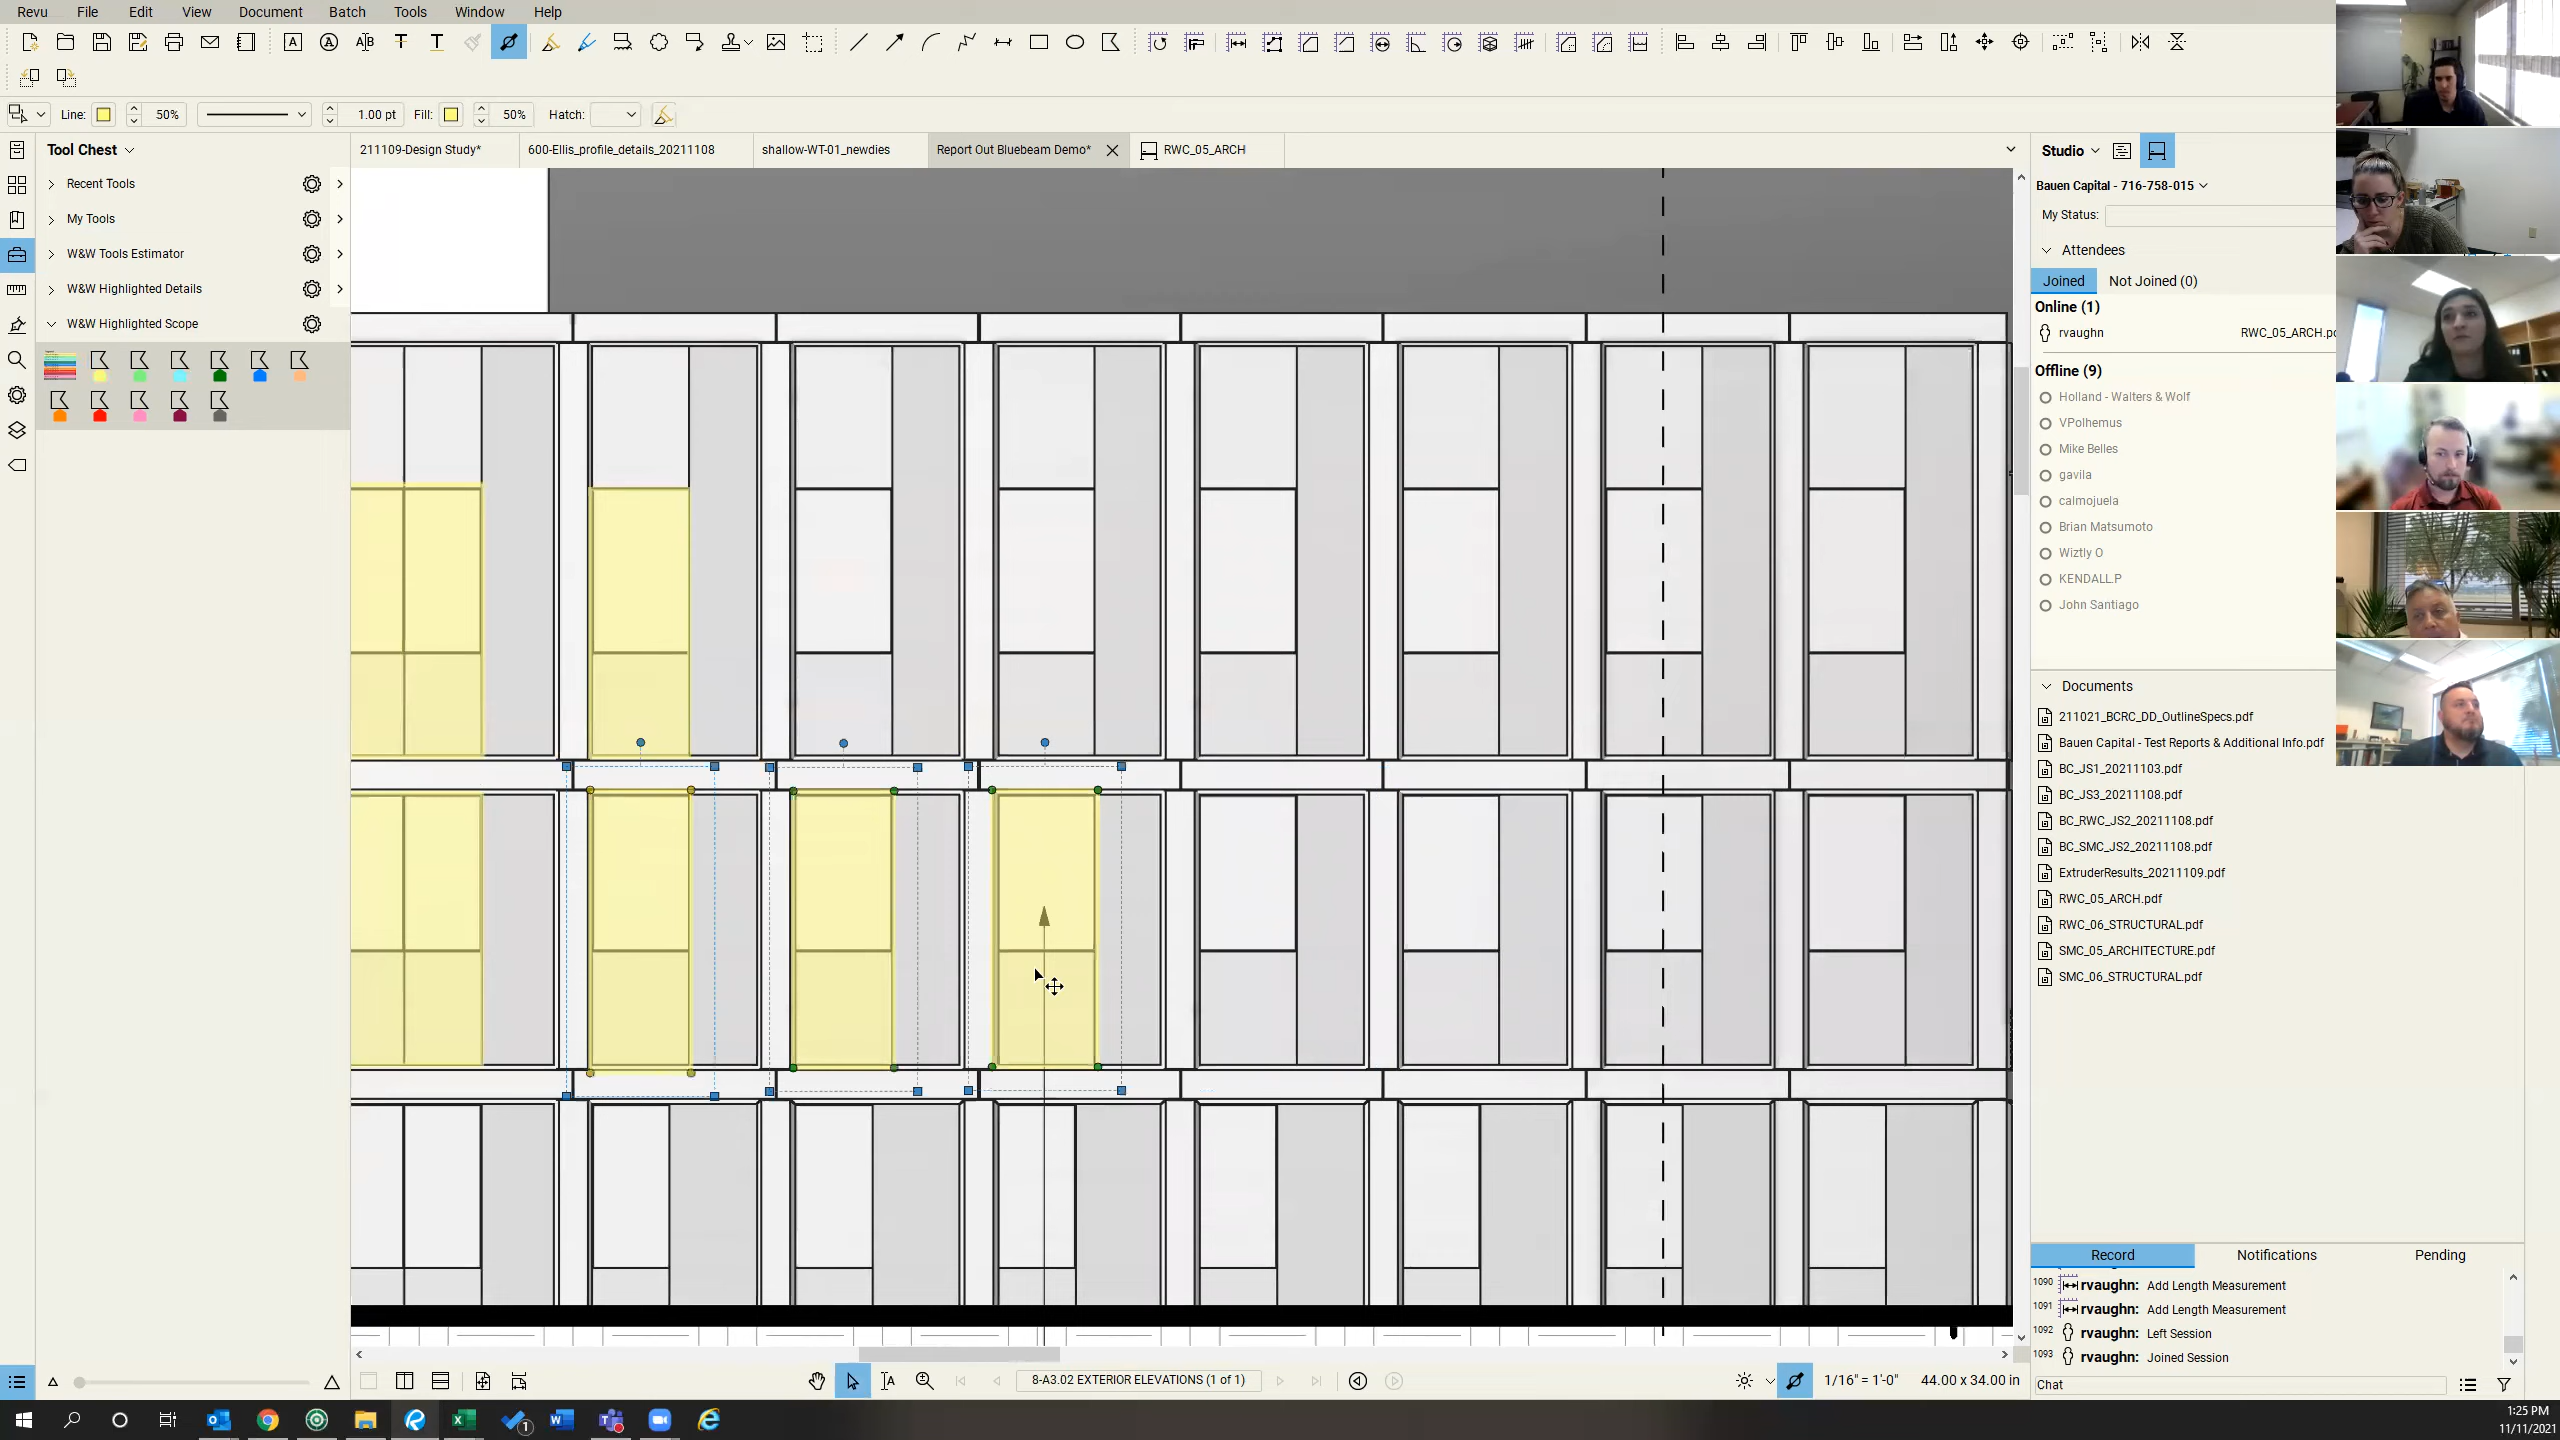 Revu File Edit View Document Batch Tools Window Help
Line: 50% 1.00 pt Fill: 50% Hatch:
Tool Chest
Recent Tools
My Tools
W&W Tools Estimator
W&W Highlighted Details
W&W Highlighted Scope
211109-Design Study* 600-Ellis_profile_details_20211108 shallow-WT-01_newdies Report Out Bluebeam Demo* RWC_05_ARCH
Studio
Bauen Capital - 716-758-015
My Status:
Attendees
Joined Not Joined (0)
Online (1)
rvaughn RWC_05_ARCH.pd
Offline (9)
Holland - Walters & Wolf
VPolhemus
Mike Belles
gavila
calmojuela
Brian Matsumoto
Wiztly O
KENDALL.P
John Santiago
Documents
211021_BCRC_DD_OutlineSpecs.pdf
Bauen Capital - Test Reports & Additional Info.pdf
BC_JS1_20211103.pdf
BC_JS3_20211108.pdf
BC_RWC_JS2_20211108.pdf
BC_SMC_JS2_20211108.pdf
ExtruderResults_20211109.pdf
RWC_05_ARCH.pdf
RWC_06_STRUCTURAL.pdf
SMC_05_ARCHITECTURE.pdf
SMC_06_STRUCTURAL.pdf
Record Notifications Pending
1090 rvaughn: Add Length Measurement
1091 rvaughn: Add Length Measurement
1092 rvaughn: Left Session
1093 rvaughn: Joined Session
Chat
8-A3.02 EXTERIOR ELEVATIONS (1 of 1) 1/16" = 1'-0" 44.00 x 34.00 in
1:25 PM
11/11/2021